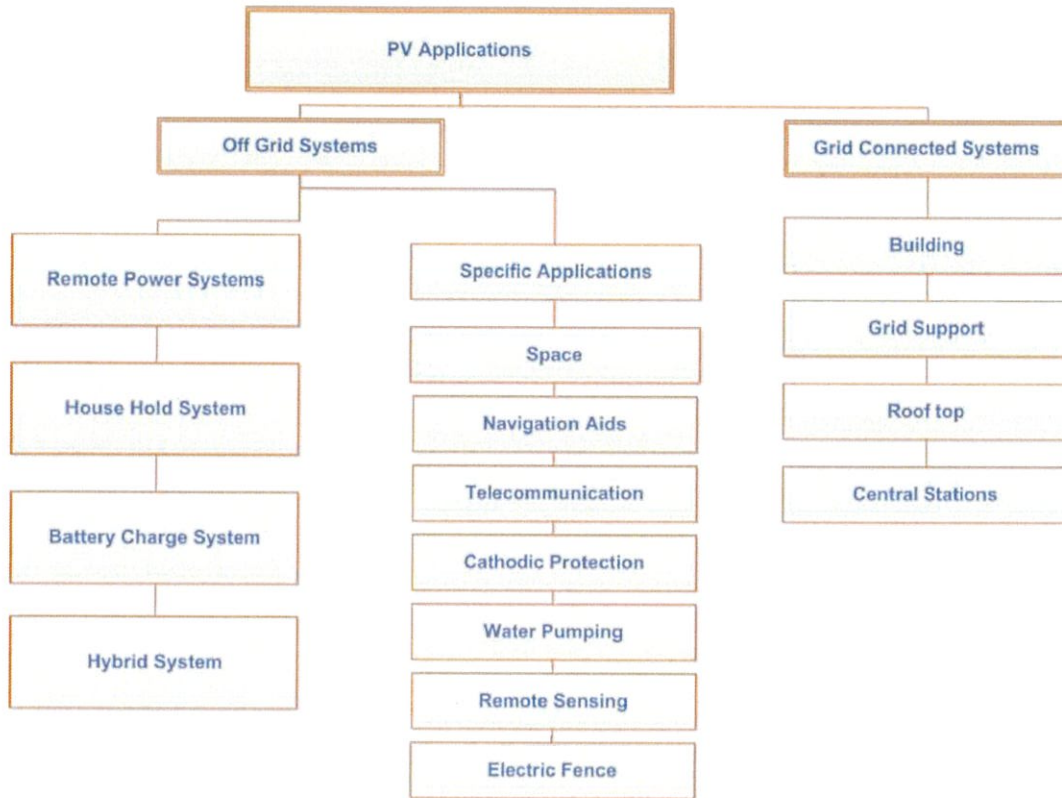 PV Applications
Off Grid Systems
Grid Connected Systems
Remote Power Systems
House Hold System
Battery Charge System
Hybrid System
Specific Applications
Space
Navigation Aids
Telecommunication
Cathodic Protection
Water Pumping
Remote Sensing
Electric Fence
Building
Grid Support
Roof top
Central Stations